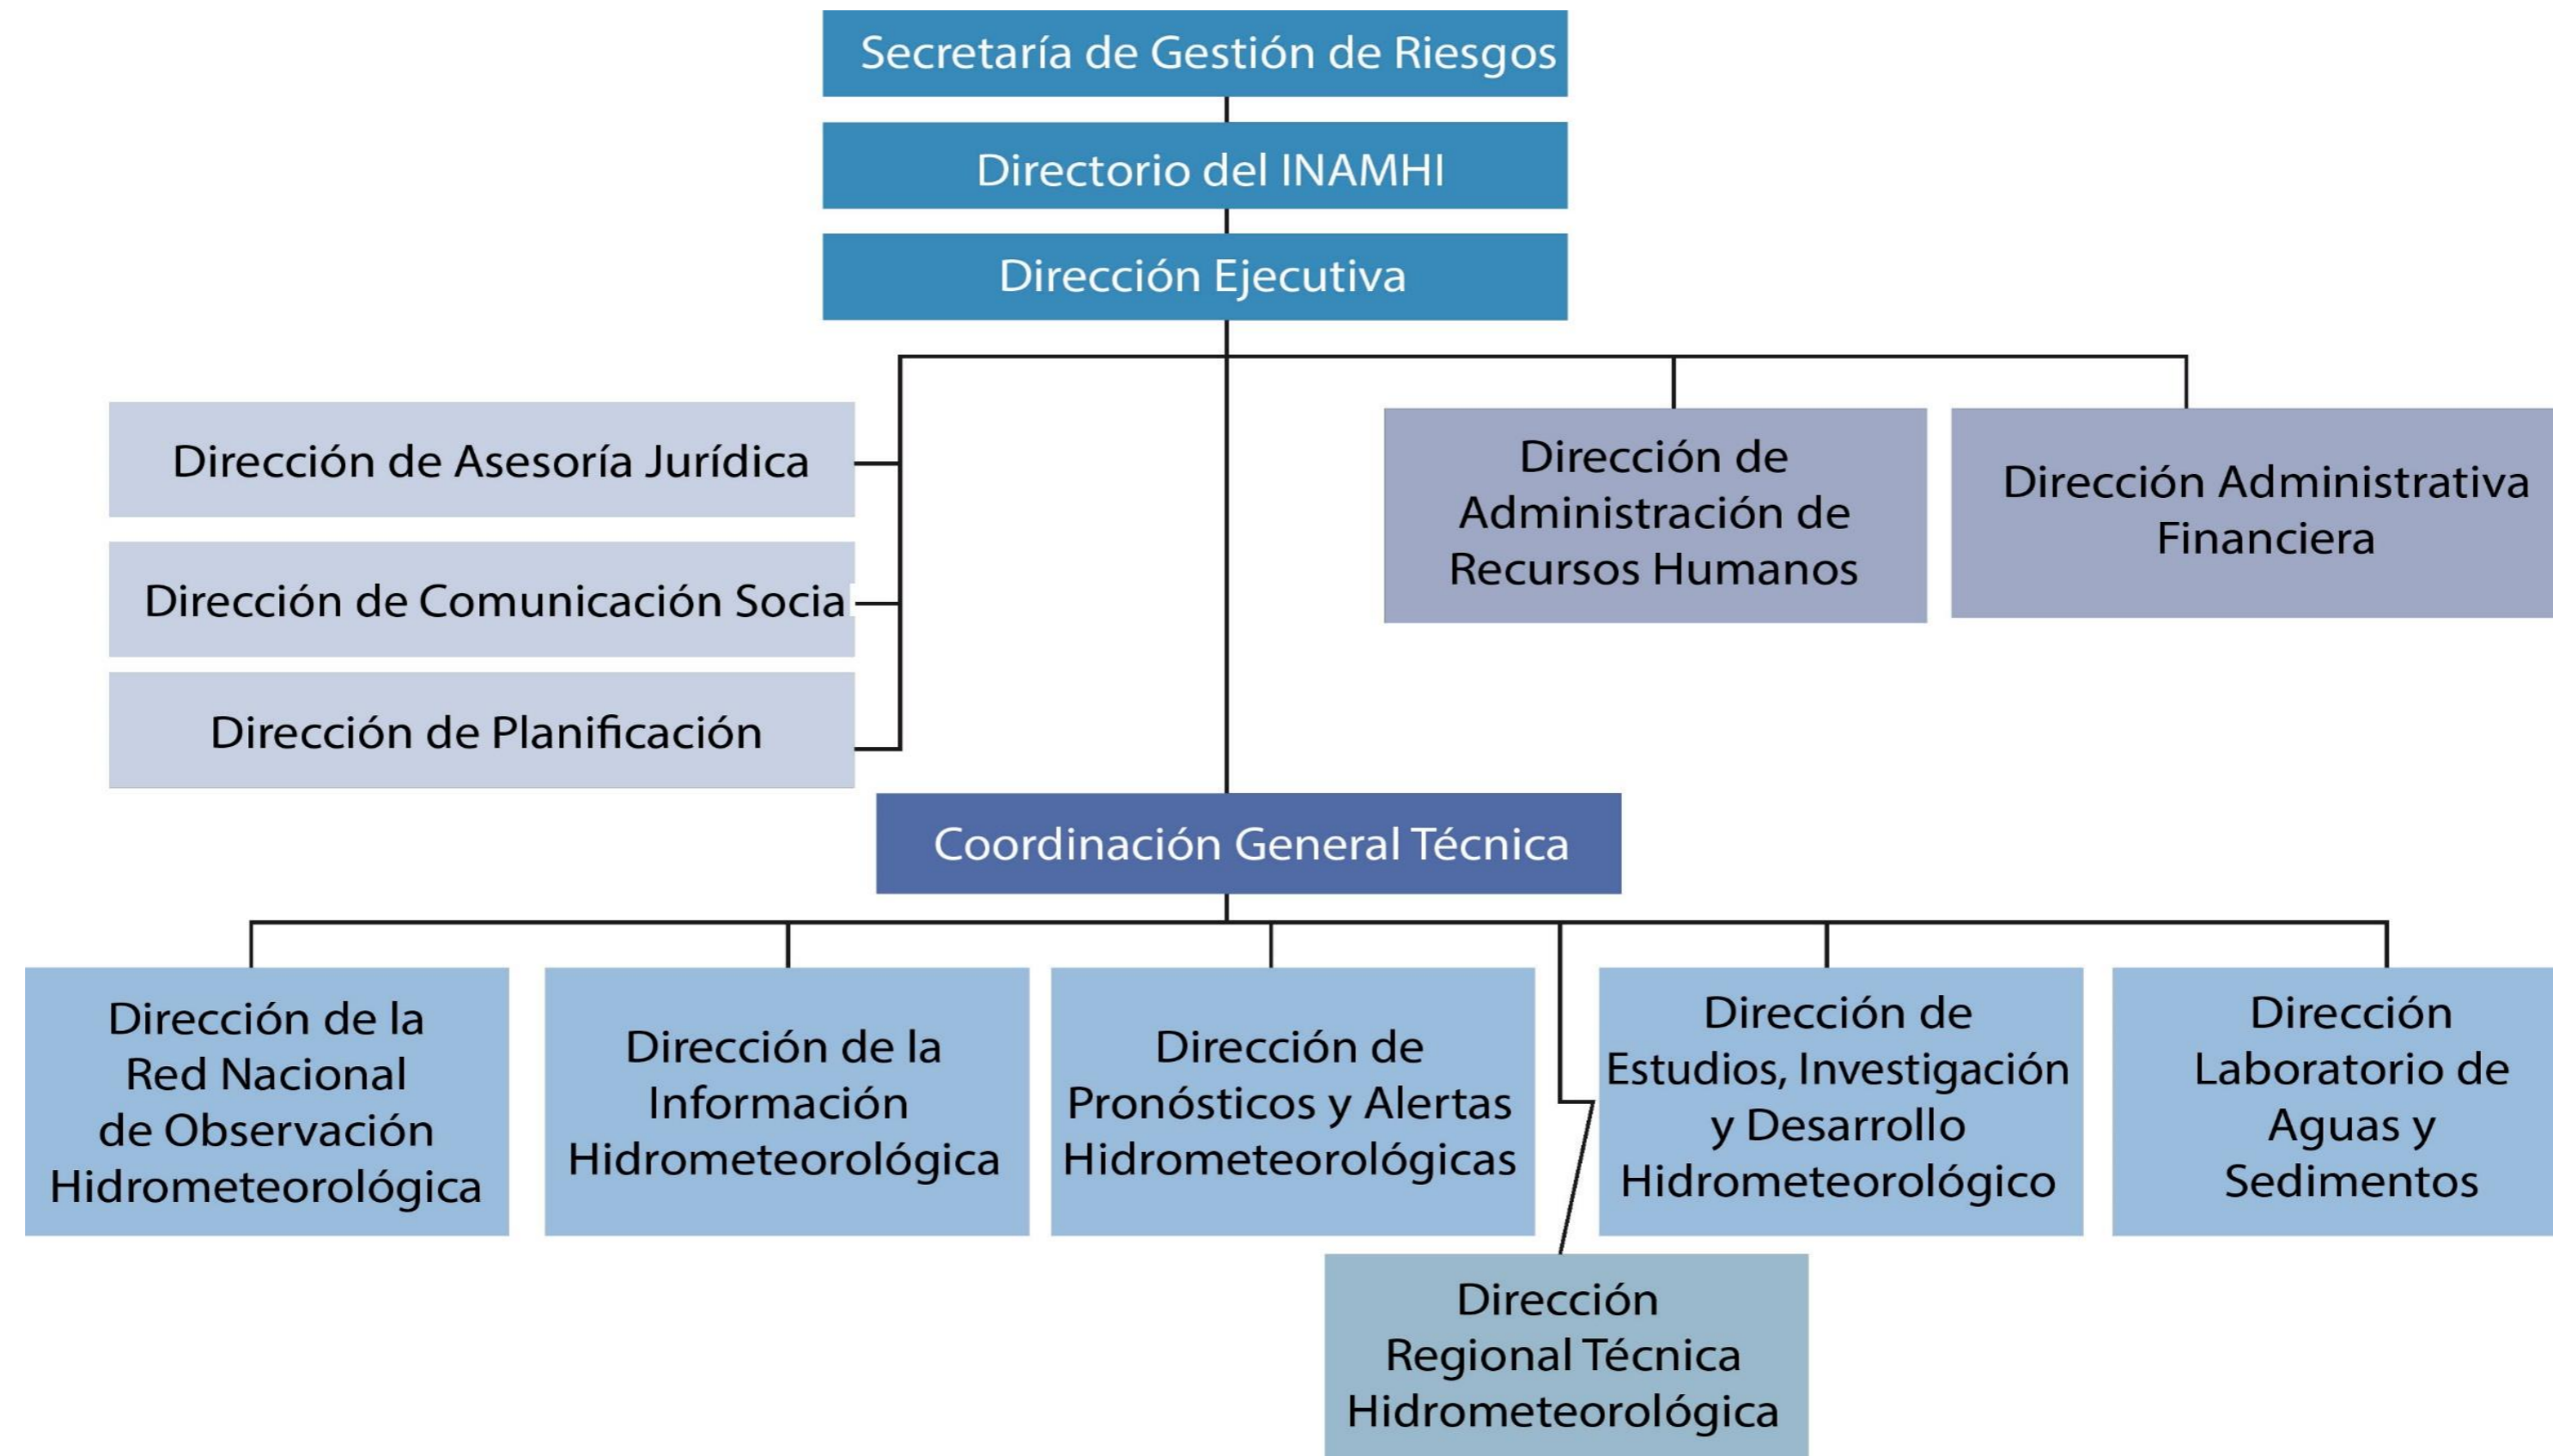 Secretaría de Gestión de Riesgos
Directorio del INAMHI
Dirección Ejecutiva
Dirección de Asesoría Jurídica
Dirección de Comunicación Socia
Dirección de Planificación
Dirección de
Administración de
Recursos Humanos
Dirección Administrativa
Financiera
Coordinación General Técnica
Dirección de la
Red Nacional
de Observación
Hidrometeorológica
Dirección de la
Información
Hidrometeorológica
Dirección de
Pronósticos y Alertas
Hidrometeorológicas
Dirección de
Estudios, Investigación
y Desarrollo
Hidrometeorológico
Dirección
Laboratorio de
Aguas y
Sedimentos
Dirección
Regional Técnica
Hidrometeorológica